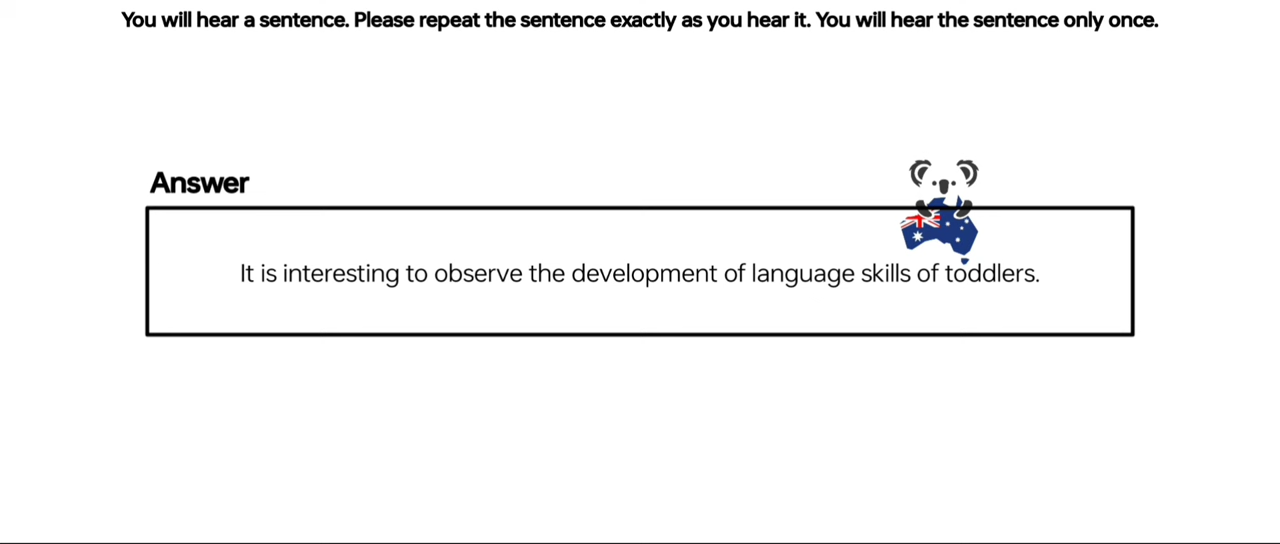 You will hear a sentence. Please repeat the sentence exactly as you hear it. You will hear the sentence only once.
Answer
It is interesting to observe the development of language skills of toddlers.